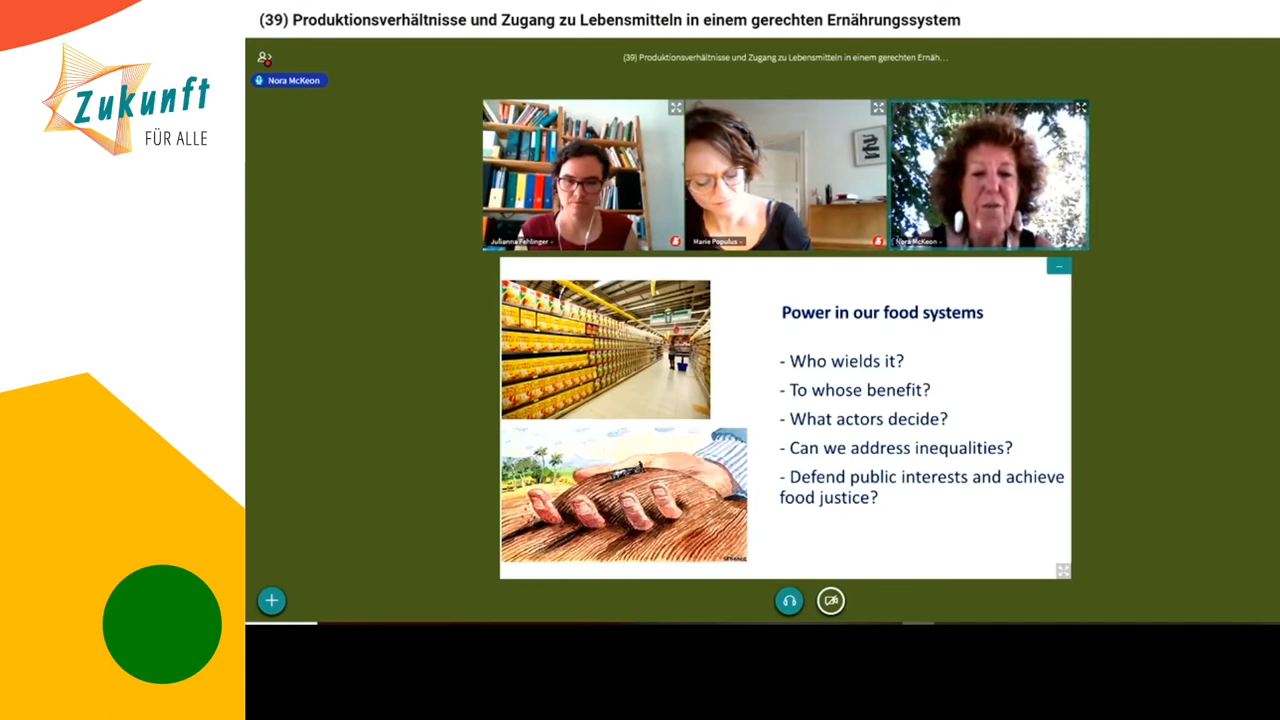 (39) Produktionsverhältnisse und Zugang zu Lebensmitteln in einem gerechten Ernährungssystem
Zukunft
FÜR ALLE
(39) Produktionsverhältnisse und Zugang zu Lebensmitteln in einem gerechten Ernäh…
Nora McKeon
Julianna Fehlinger
Marie Populus
Nora McKeon
Power in our food systems
- Who wields it?
- To whose benefit?
- What actors decide?
- Can we address inequalities?
- Defend public interests and achieve
food justice?